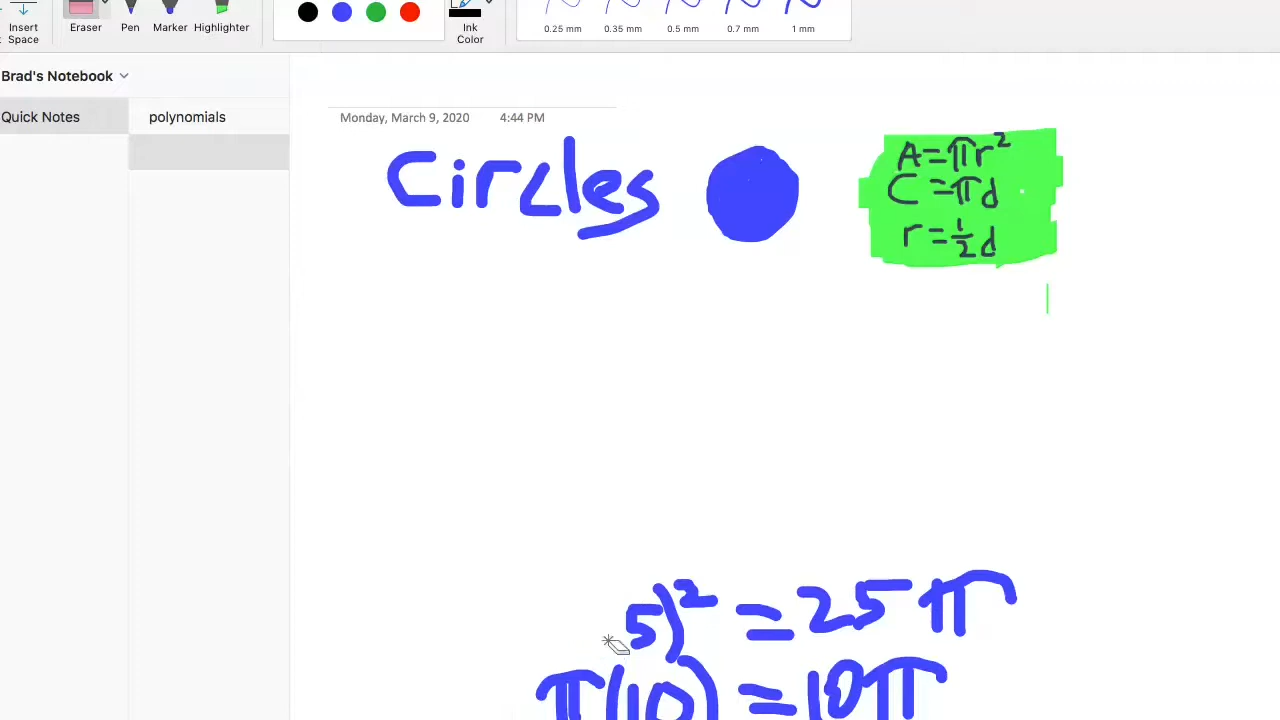 Insert
Space
Eraser
Pen
Marker
Highlighter
Ink
Color
0.25 mm
0.35 mm
0.5 mm
0.7 mm
1 mm
Brad's Notebook
Quick Notes
polynomials
Monday, March 9, 2020 4:44 PM
Circles
A=πr²
C=πd
r=½d
5)²=25π
π(10)=10π